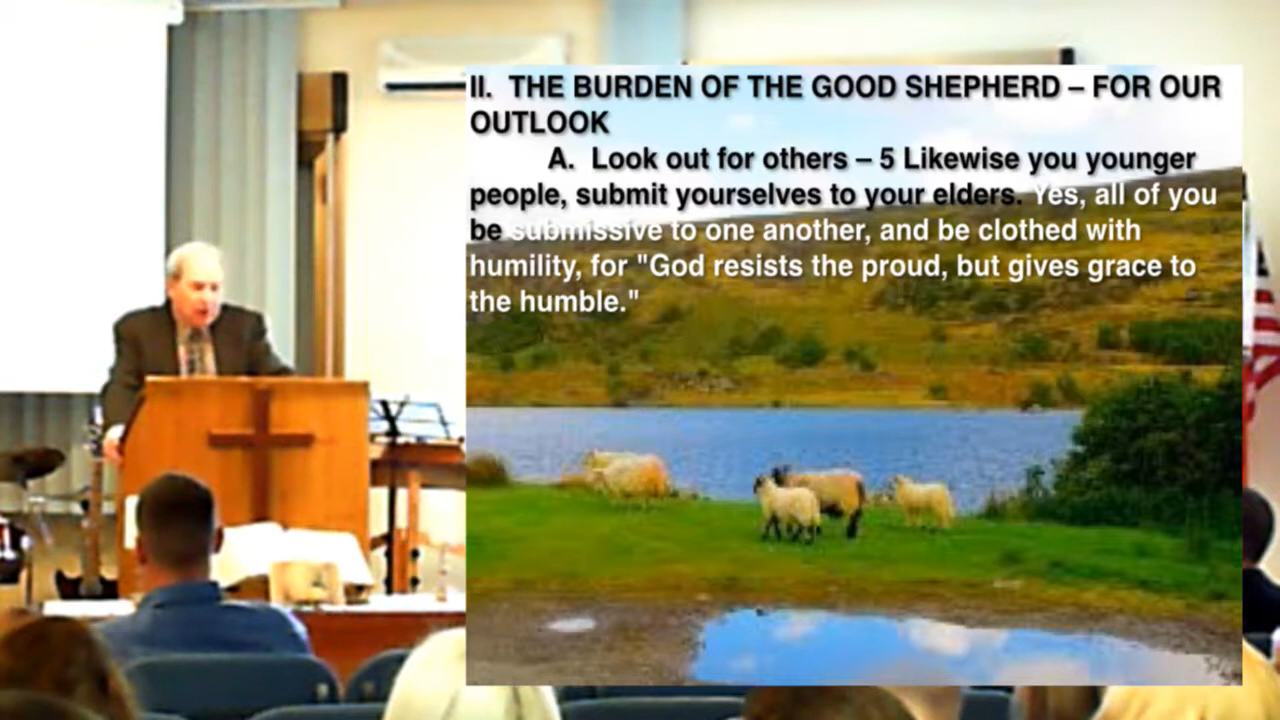 II. THE BURDEN OF THE GOOD SHEPHERD – FOR OUR
OUTLOOK
A. Look out for others – 5 Likewise you younger
people, submit yourselves to your elders. Yes, all of you
be submissive to one another, and be clothed with
humility, for "God resists the proud, but gives grace to
the humble."